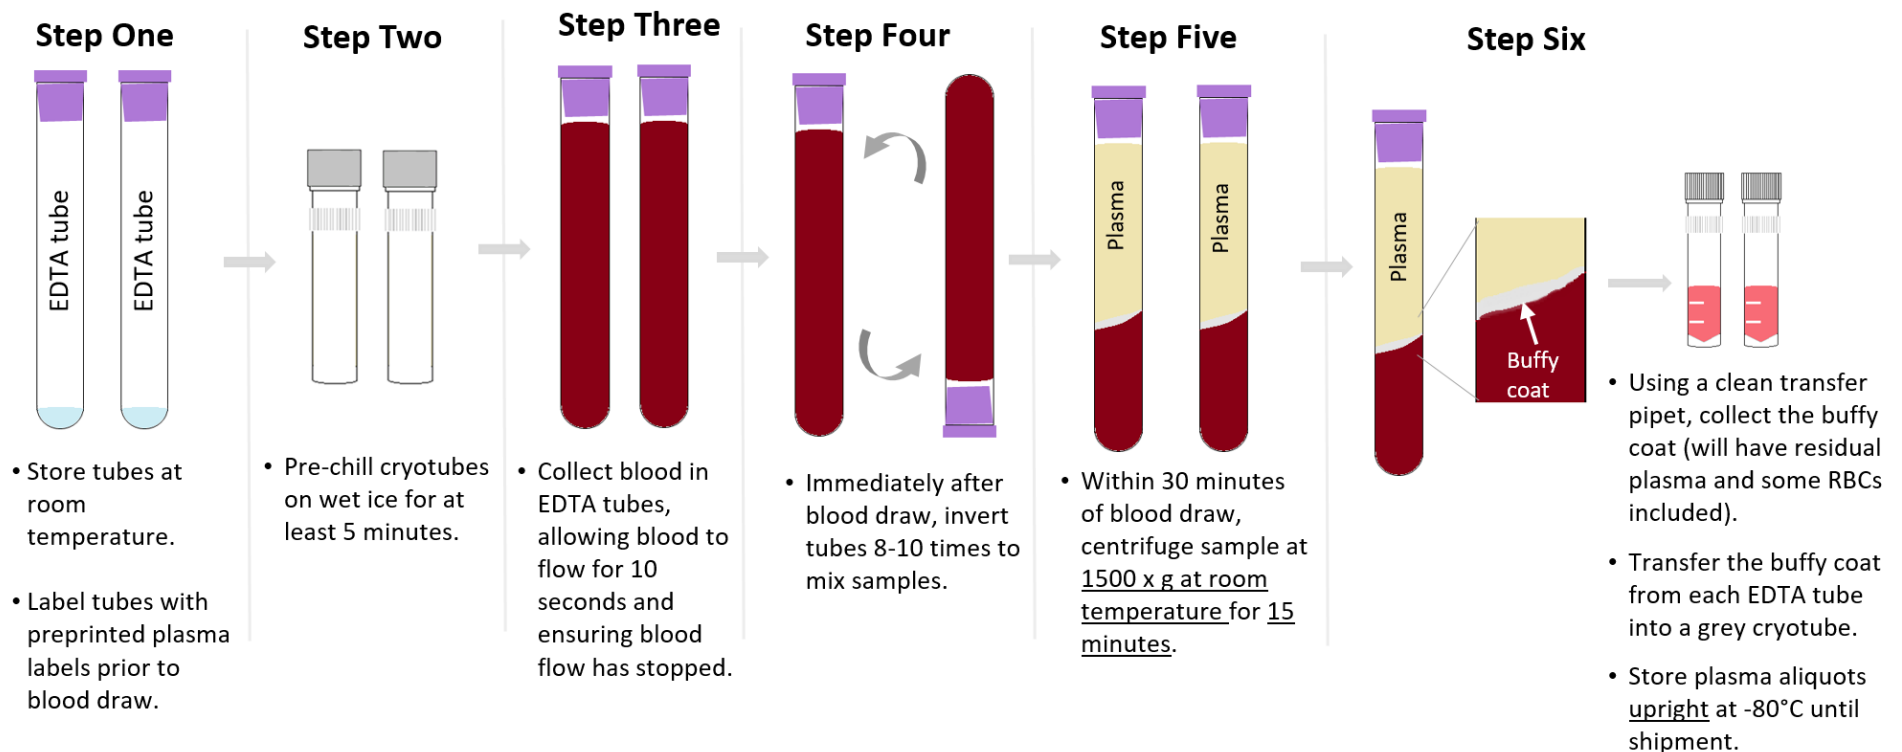 Step One
EDTA tube
EDTA tube
• Store tubes at
room
temperature.
• Label tubes with
preprinted plasma
labels prior to
blood draw.
Step Two
• Pre-chill cryotubes
on wet ice for at
least 5 minutes.
Step Three
• Collect blood in
EDTA tubes,
allowing blood to
flow for 10
seconds and
ensuring blood
flow has stopped.
Step Four
• Immediately after
blood draw, invert
tubes 8-10 times to
mix samples.
Step Five
Plasma
Plasma
• Within 30 minutes
of blood draw,
centrifuge sample at
1500 x g at room
temperature for 15
minutes.
Step Six
Plasma
Buffy
coat
• Using a clean transfer
pipet, collect the buffy
coat (will have residual
plasma and some RBCs
included).
• Transfer the buffy coat
from each EDTA tube
into a grey cryotube.
• Store plasma aliquots
upright at -80°C until
shipment.